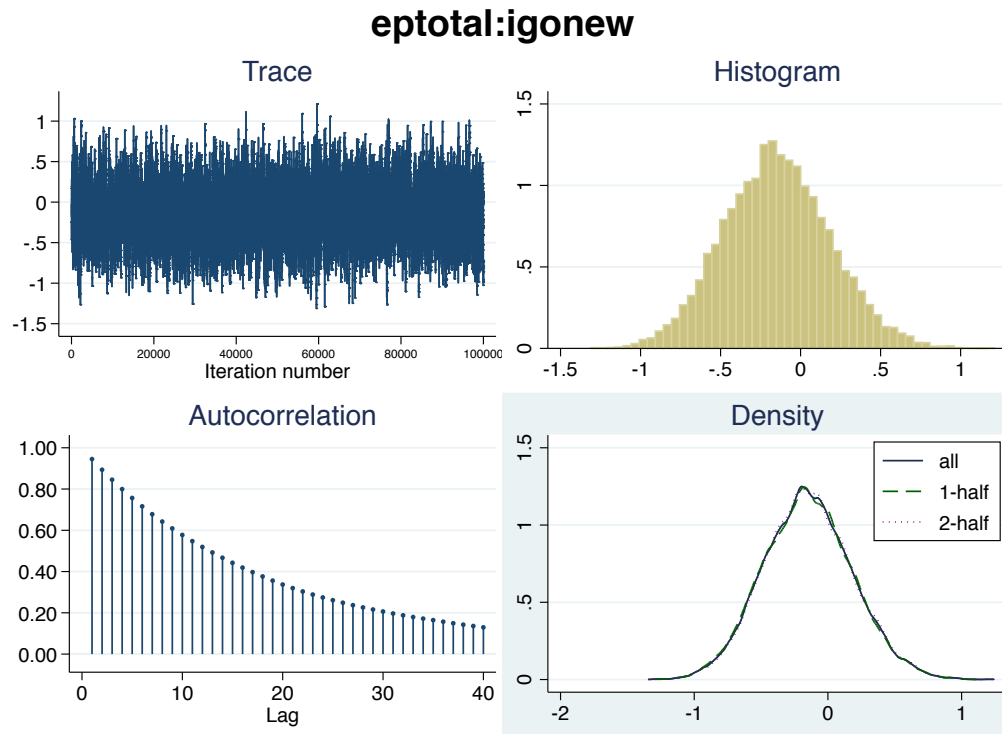 eptotal:igonew
Trace
1
.5
0
-.5
-1
-1.5
0 20000 40000 60000 80000 100000
Iteration number
Histogram
1.5
1
.5
0
-1.5 -1 -.5 0 .5 1
Autocorrelation
1.00
0.80
0.60
0.40
0.20
0.00
0 10 20 30 40
Lag
Density
1.5
1
.5
0
-2 -1 0 1
all
1-half
2-half